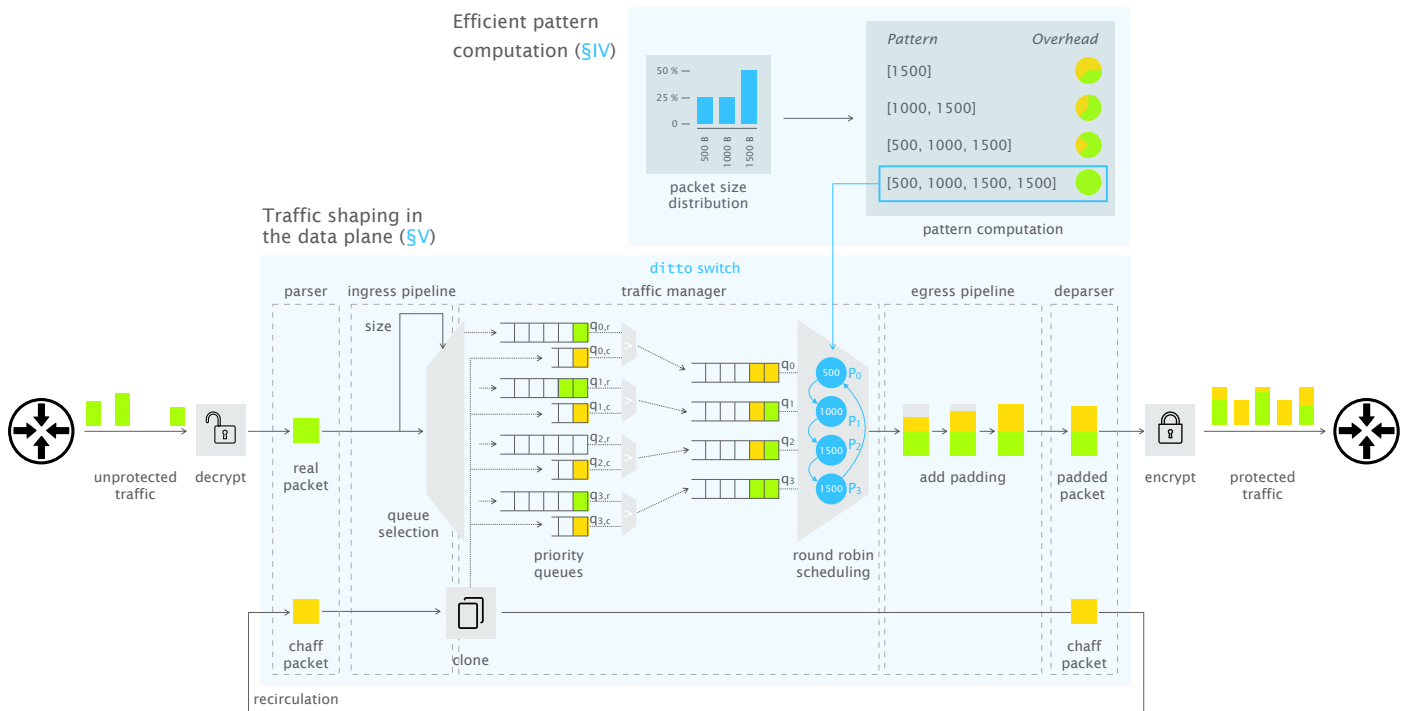 Efficient pattern
computation (§IV)
50 %
25 %
0
500 B
1000 B
1500 B
packet size
distribution
Pattern Overhead
[1500]
[1000, 1500]
[500, 1000, 1500]
[500, 1000, 1500, 1500]
pattern computation
Traffic shaping in
the data plane (§V)
ditto switch
parser
ingress pipeline
traffic manager
egress pipeline
deparser
size
q0,r
q0,c
q1,r
q1,c
q2,r
q2,c
q3,r
q3,c
>
>
>
>
q0
q1
q2
q3
500 P0
1000 P1
1500 P2
1500 P3
unprotected
traffic
decrypt
real
packet
queue
selection
priority
queues
round robin
scheduling
add padding
padded
packet
encrypt
protected
traffic
chaff
packet
clone
chaff
packet
recirculation